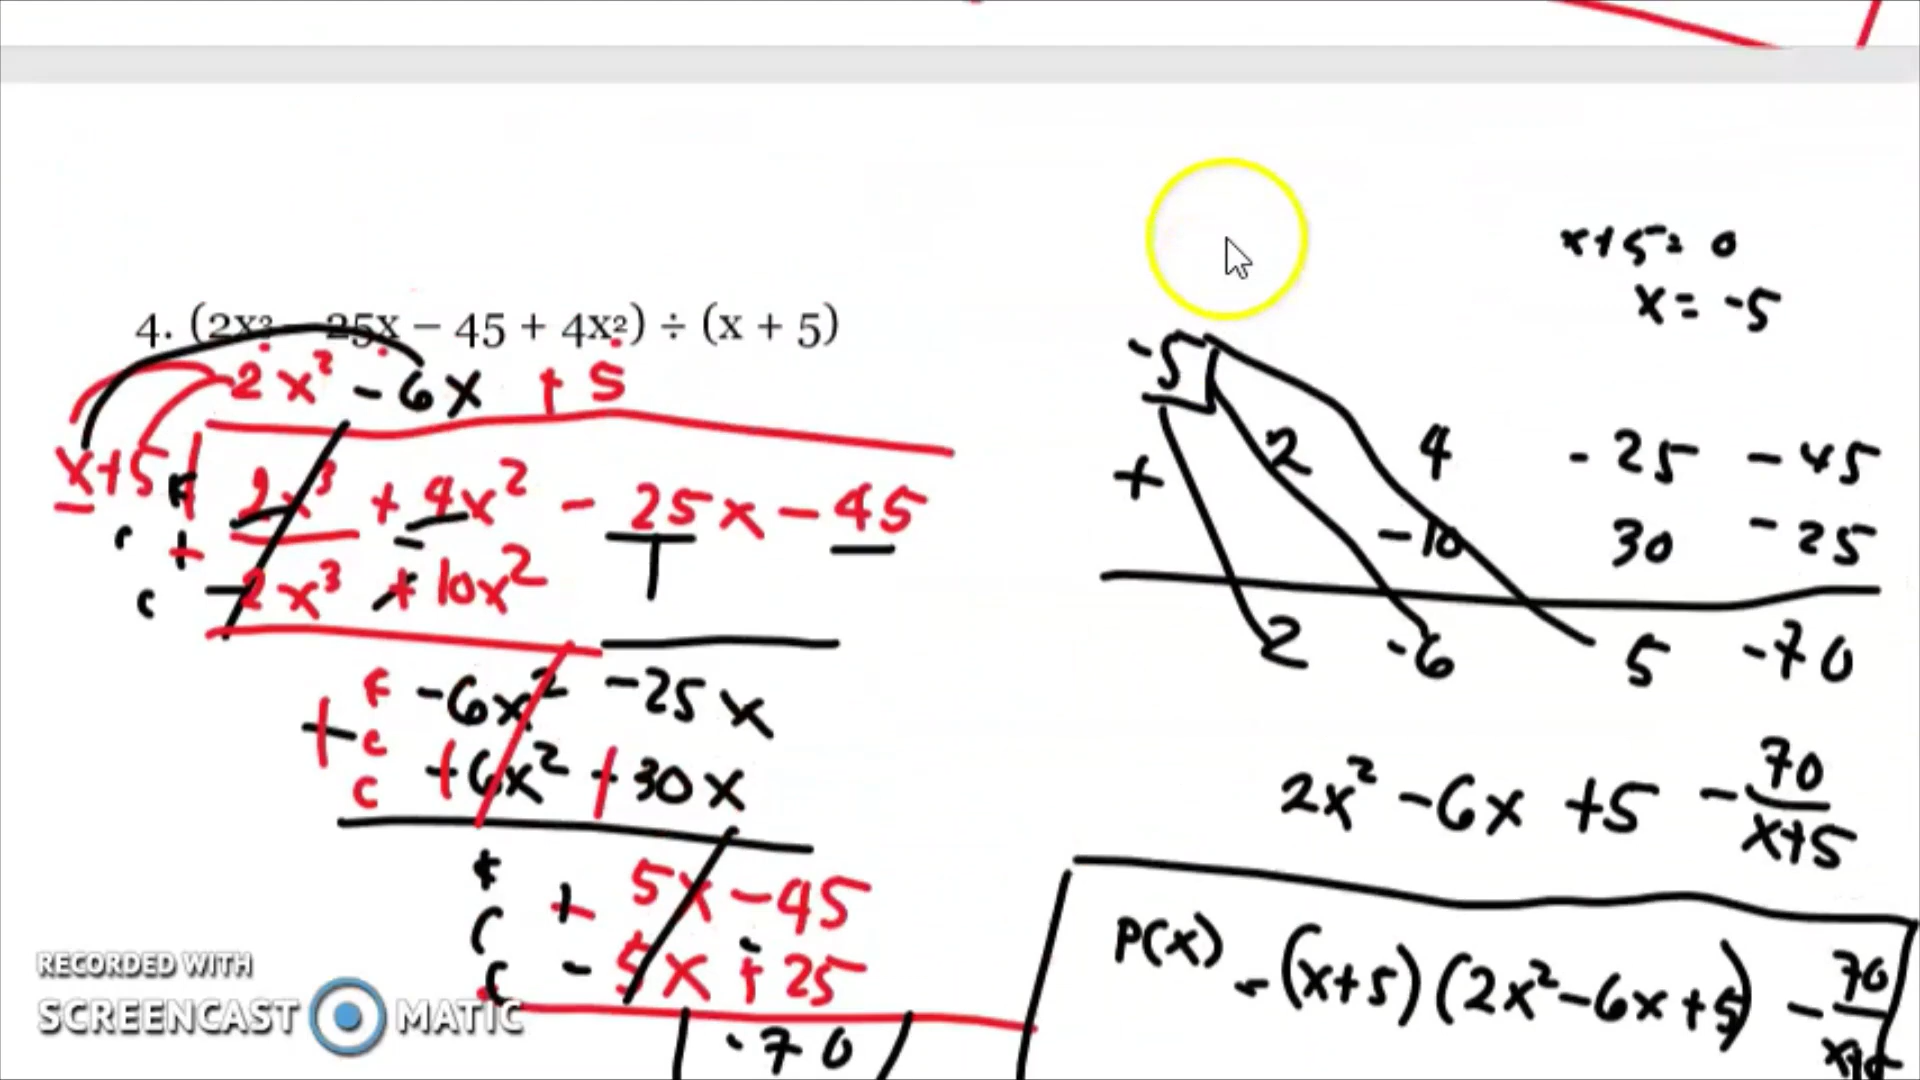 4. (2x³ – 25x – 45 + 4x²) ÷ (x + 5)
2x² - 6x + 5
x+5
2x³ + 4x² - 25x - 45
+
- 2x³ + 10x²
-6x² -25x
+
+6x² +30x
+ 5x - 45
- 5x + 25
-70
x+5 = 0
x = -5
-5
2 4 -25 -45
+
-10 30 -25
2 -6 5 -70
2x² - 6x + 5 - 70/x+5
P(x) = (x+5)(2x² - 6x + 5) - 70/
RECORDED WITH
SCREENCAST MATIC